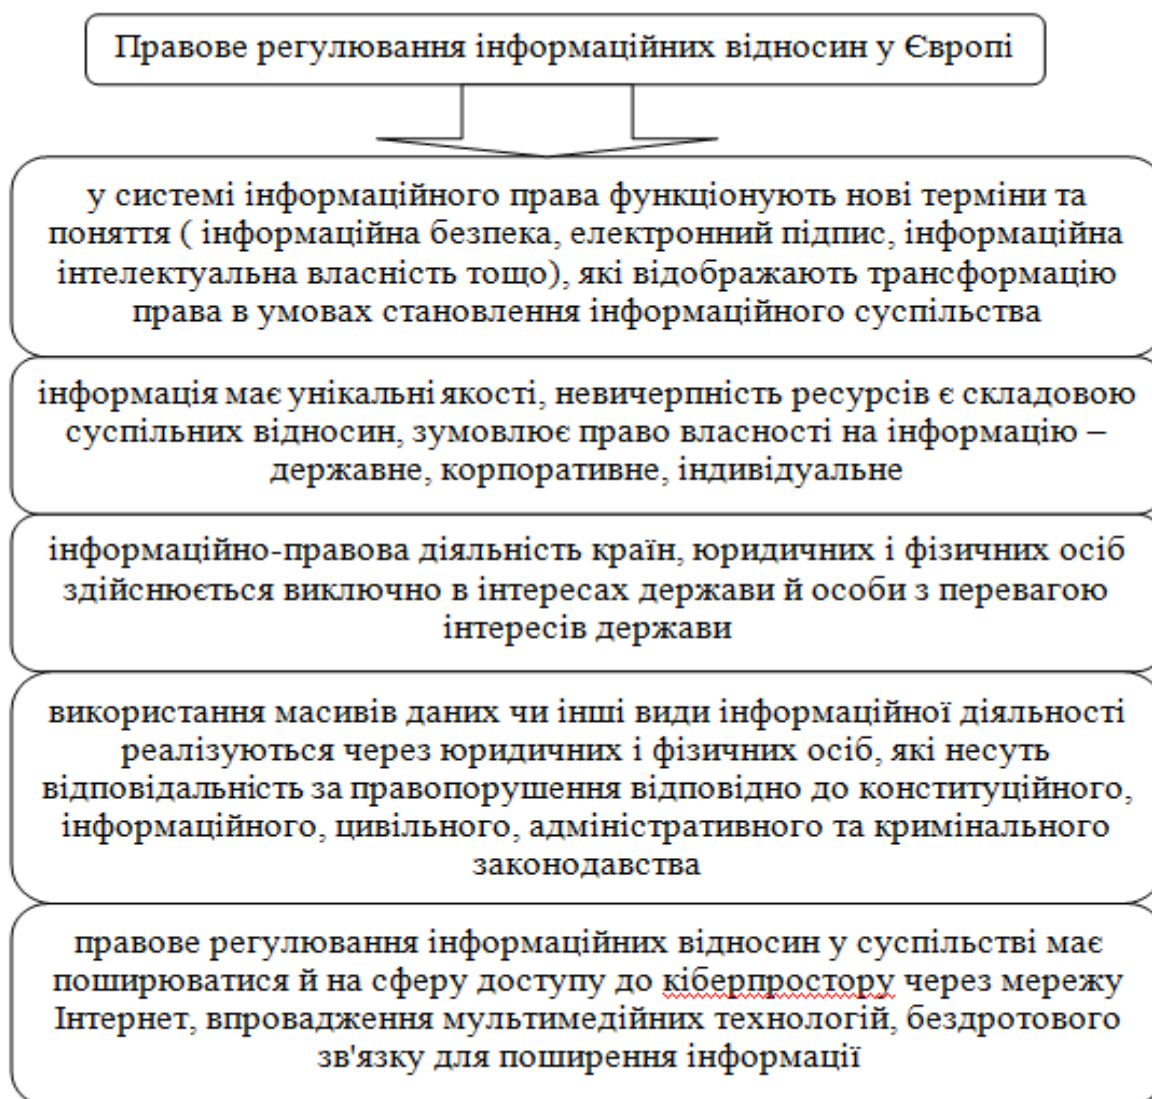 Правове регулювання інформаційних відносин у Європі
у системі інформаційного права функціонують нові терміни та
поняття ( інформаційна безпека, електронний підпис, інформаційна
інтелектуальна власність тощо), які відображають трансформацію
права в умовах становлення інформаційного суспільства
інформація має унікальні якості, невичерпність ресурсів є складовою
суспільних відносин, зумовлює право власності на інформацію –
державне, корпоративне, індивідуальне
інформаційно-правова діяльність країн, юридичних і фізичних осіб
здійснюється виключно в інтересах держави й особи з перевагою
інтересів держави
використання масивів даних чи інші види інформаційної діяльності
реалізуються через юридичних і фізичних осіб, які несуть
відповідальність за правопорушення відповідно до конституційного,
інформаційного, цивільного, адміністративного та кримінального
законодавства
правове регулювання інформаційних відносин у суспільстві має
поширюватися й на сферу доступу до кіберпростору через мережу
Інтернет, впровадження мультимедійних технологій, бездротового
зв'язку для поширення інформації